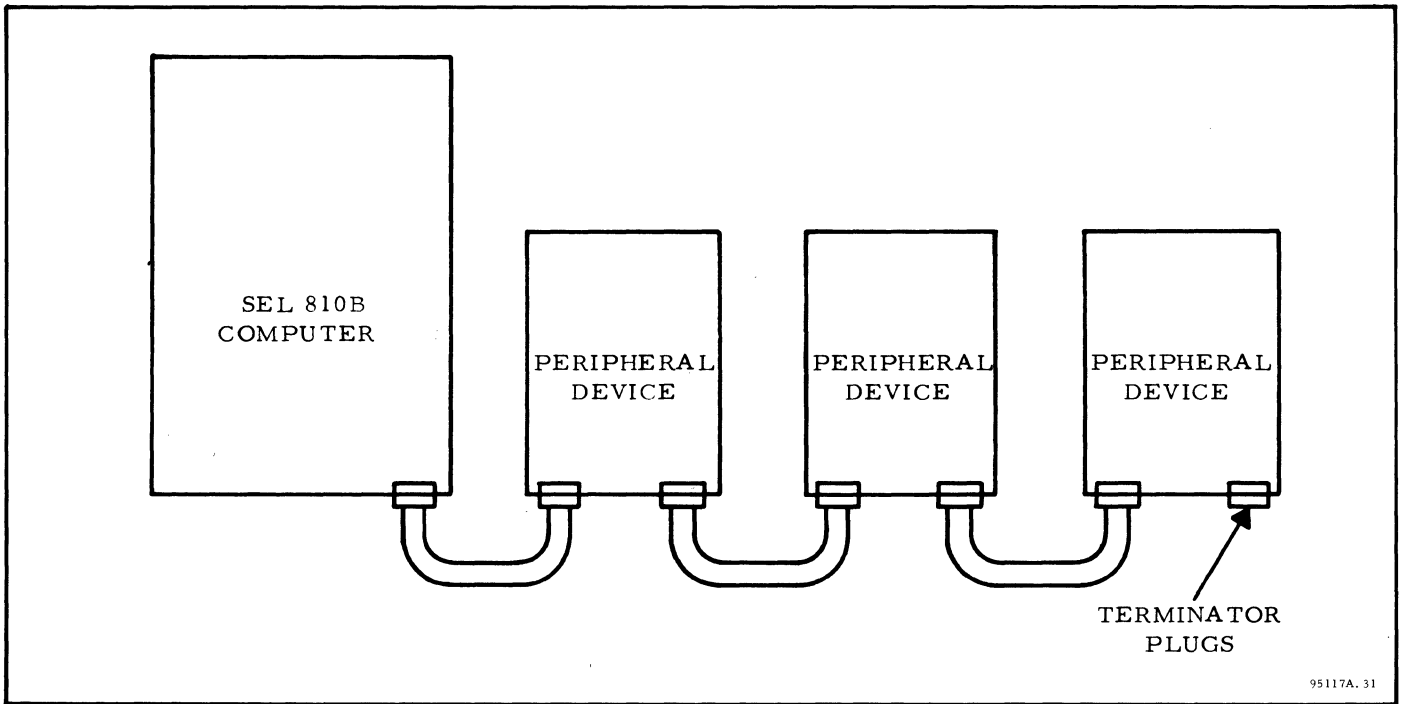 SEL 810B
COMPUTER
PERIPHERAL
DEVICE
PERIPHERAL
DEVICE
PERIPHERAL
DEVICE
TERMINATOR
PLUGS
95117A.31